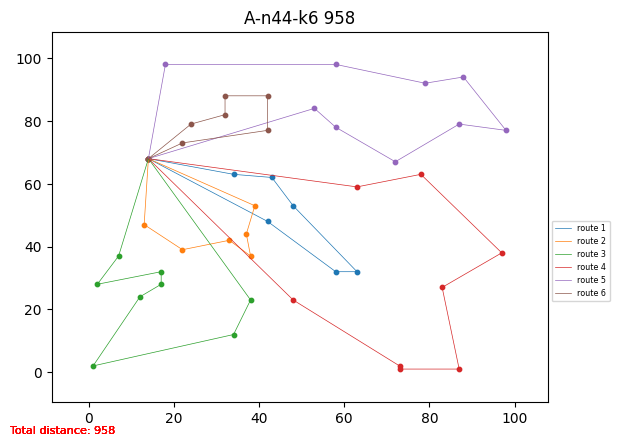 A-n44-k6 958
100
80
60
40
20
0
0 20 40 60 80 100
route 1
route 2
route 3
route 4
route 5
route 6
Total distance: 958